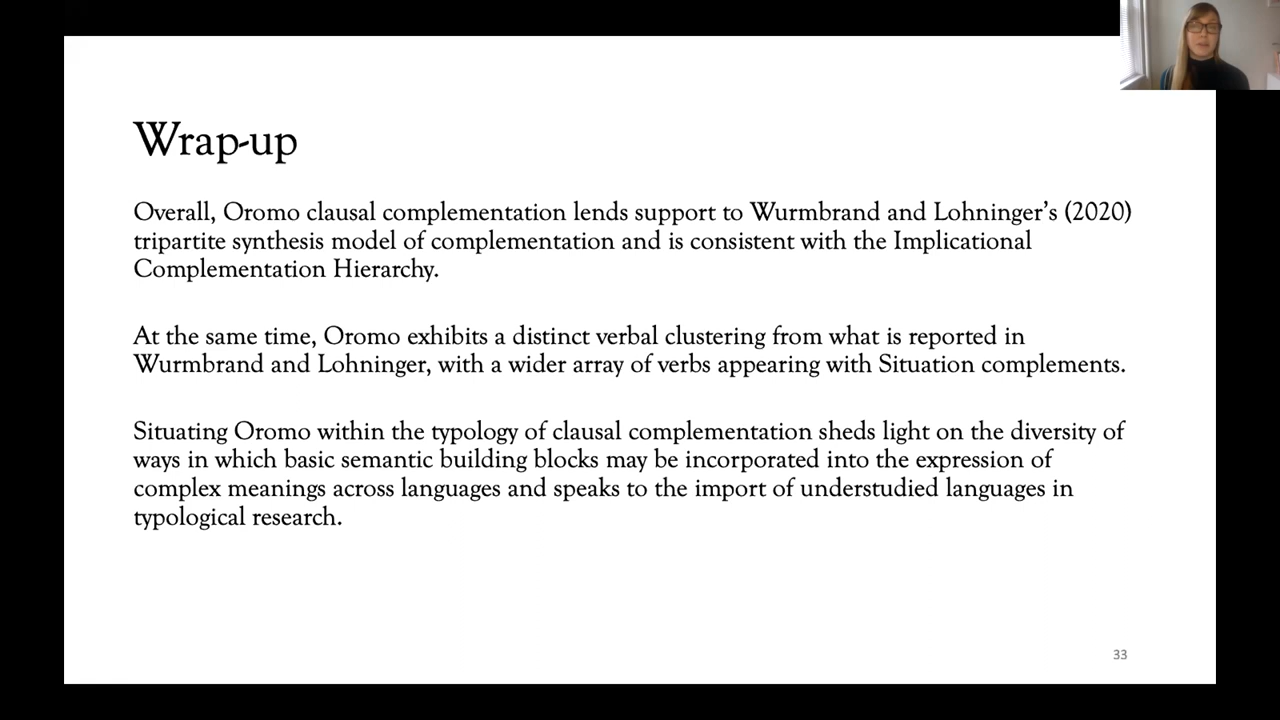 Wrap-up
Overall, Oromo clausal complementation lends support to Wurmbrand and Lohninger’s (2020)
tripartite synthesis model of complementation and is consistent with the Implicational
Complementation Hierarchy.
At the same time, Oromo exhibits a distinct verbal clustering from what is reported in
Wurmbrand and Lohninger, with a wider array of verbs appearing with Situation complements.
Situating Oromo within the typology of clausal complementation sheds light on the diversity of
ways in which basic semantic building blocks may be incorporated into the expression of
complex meanings across languages and speaks to the import of understudied languages in
typological research.
33